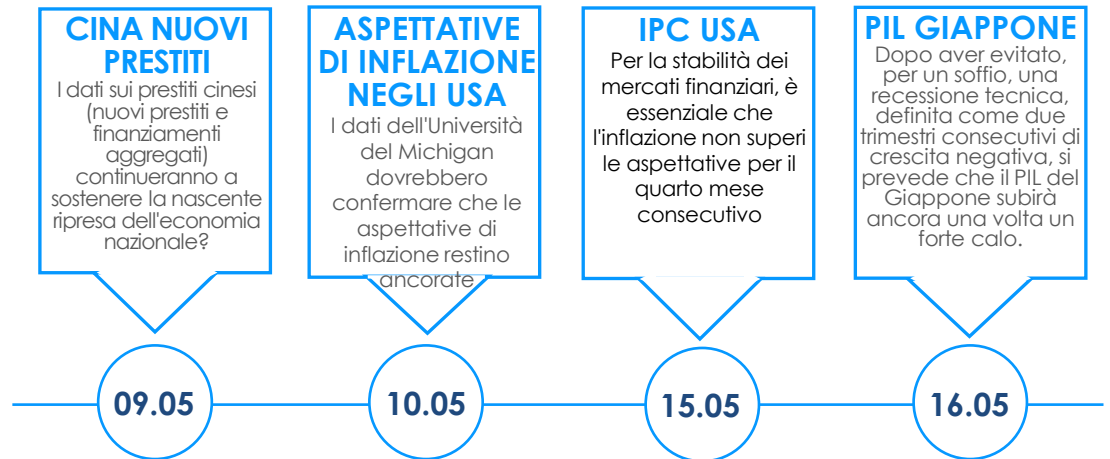 CINA NUOVI
PRESTITI
I dati sui prestiti cinesi
(nuovi prestiti e
finanziamenti
aggregati)
continueranno a
sostenere la nascente
ripresa dell'economia
nazionale?
09.05
ASPETTATIVE
DI INFLAZIONE
NEGLI USA
I dati dell'Università
del Michigan
dovrebbero
confermare che le
aspettative di
inflazione restino
ancorate
10.05
IPC USA
Per la stabilità dei
mercati finanziari, è
essenziale che
l'inflazione non superi
le aspettative per il
quarto mese
consecutivo
15.05
PIL GIAPPONE
Dopo aver evitato,
per un soffio, una
recessione tecnica,
definita come due
trimestri consecutivi di
crescita negativa, si
prevede che il PIL del
Giappone subirà
ancora una volta un
forte calo.
16.05